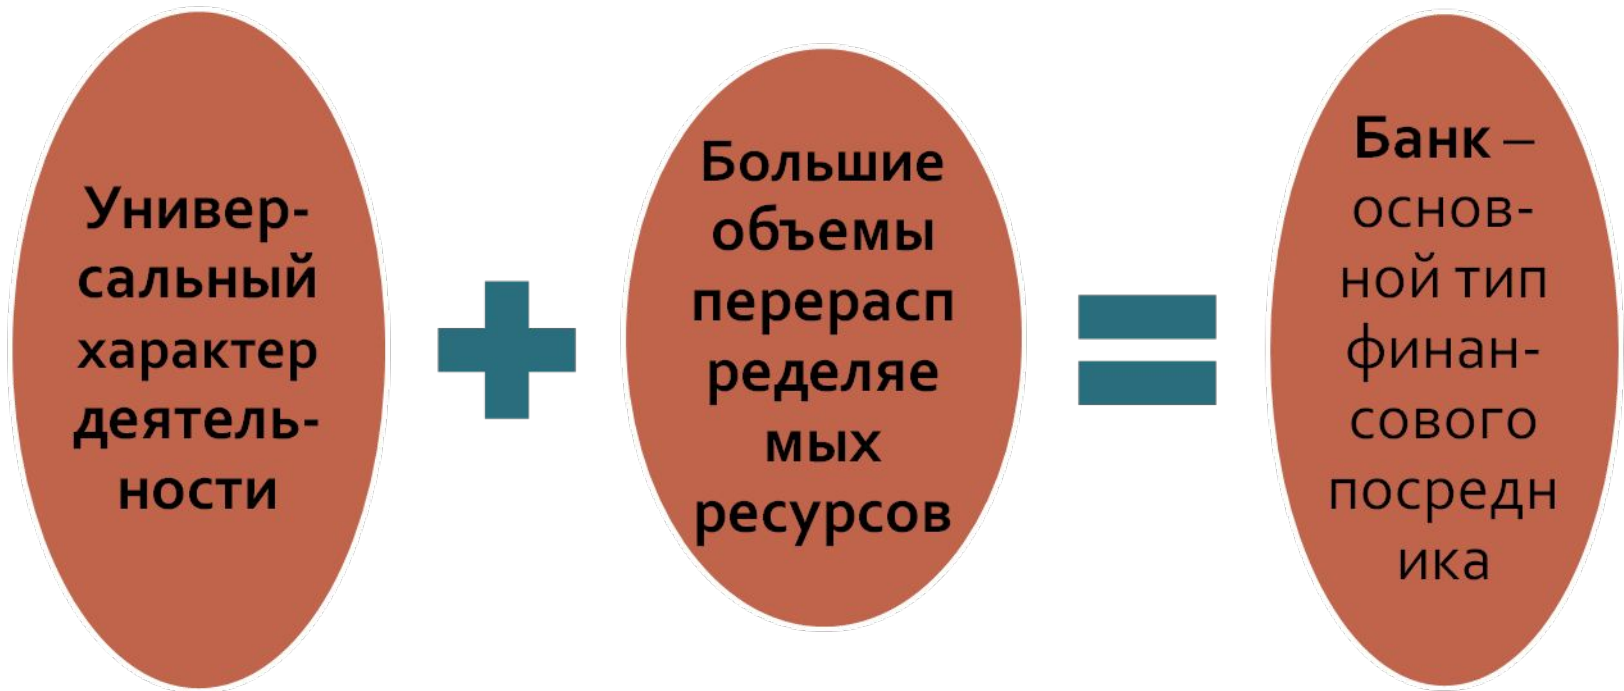 Универ-
сальный
характер
деятель-
ности
Большие
объемы
перерасп
ределяе
мых
ресурсов
Банк –
основ-
ной тип
финан-
сового
посредн
ика